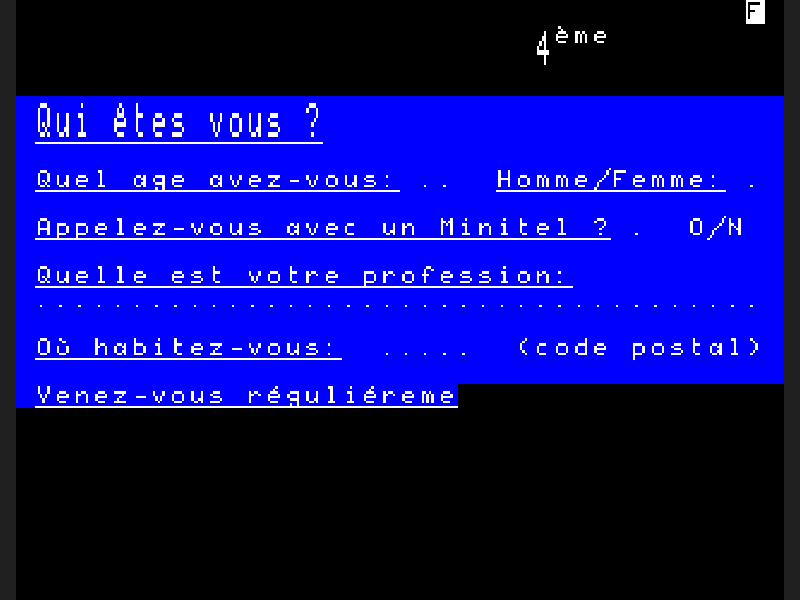 F
4ème
Qui êtes vous ?
Quel age avez-vous: .. Homme/Femme: .
Appelez-vous avec un Minitel ? . O/N
Quelle est votre profession:
......................................
Où habitez-vous: ..... (code postal)
Venez-vous réguliéreme